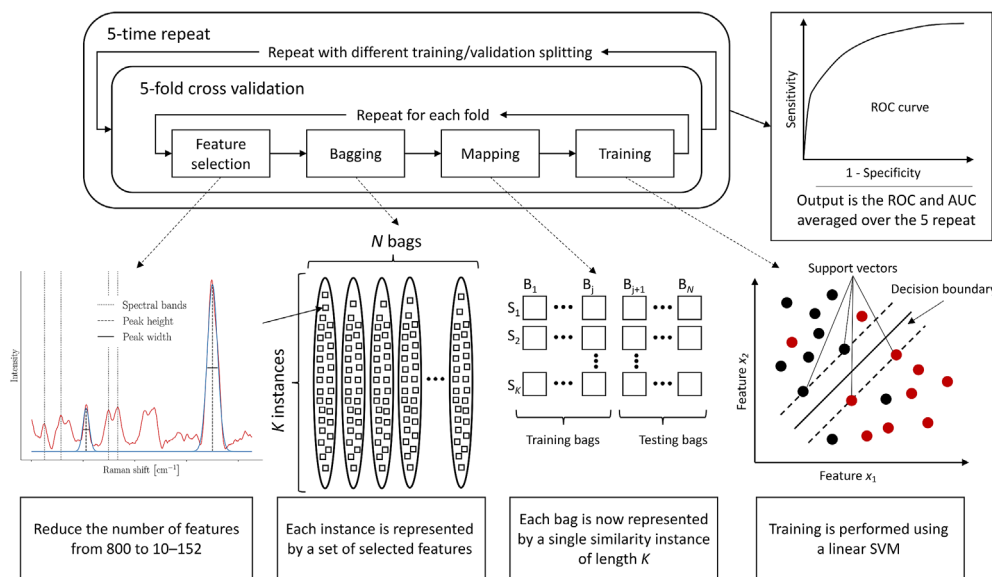 5-time repeat
Repeat with different training/validation splitting
5-fold cross validation
Repeat for each fold
Feature
selection
Bagging
Mapping
Training
Sensitivity
ROC curve
1 - Specificity
Output is the ROC and AUC
averaged over the 5 repeat
Intensity
Spectral bands
Peak height
Peak width
Raman shift [cm⁻¹]
N bags
K instances
B₁ Bⱼ Bⱼ₊₁ B_N
S₁
S₂
S_K
Training bags Testing bags
Support vectors
Decision boundary
Feature x₂
Feature x₁
Reduce the number of features
from 800 to 10–152
Each instance is represented
by a set of selected features
Each bag is now represented
by a single similarity instance
of length K
Training is performed using
a linear SVM